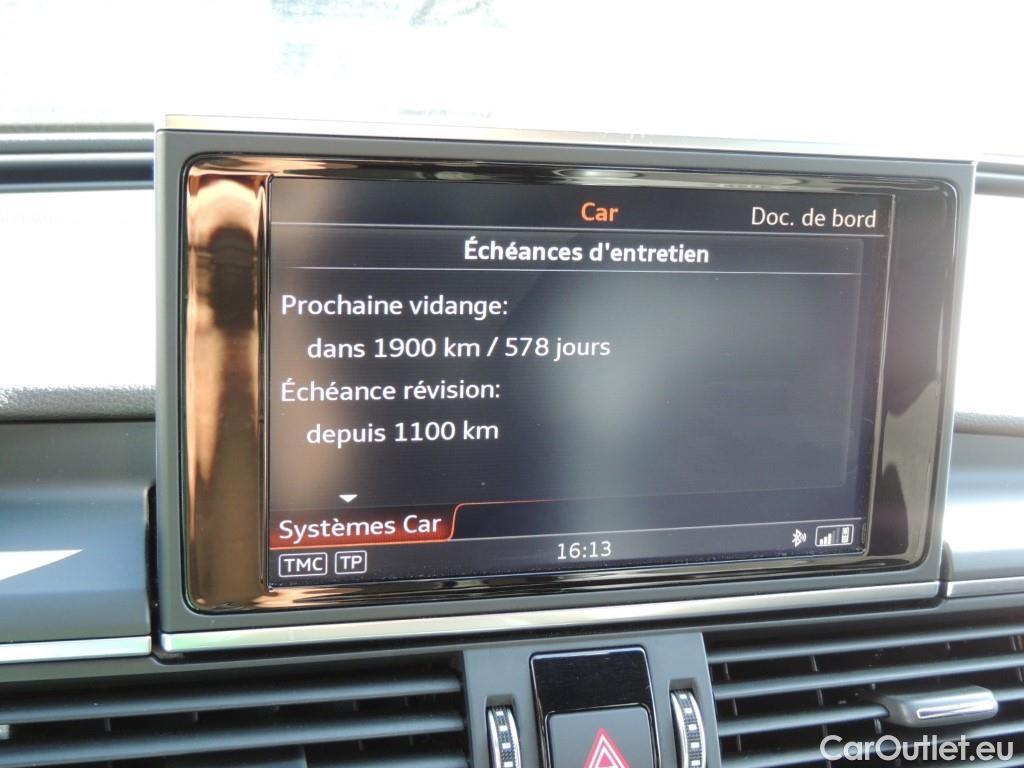 Car
Doc. de bord
Échéances d'entretien
Prochaine vidange:
dans 1900 km / 578 jours
Échéance révision:
depuis 1100 km
Systèmes Car
TMC TP
16:13
CarOutlet.eu